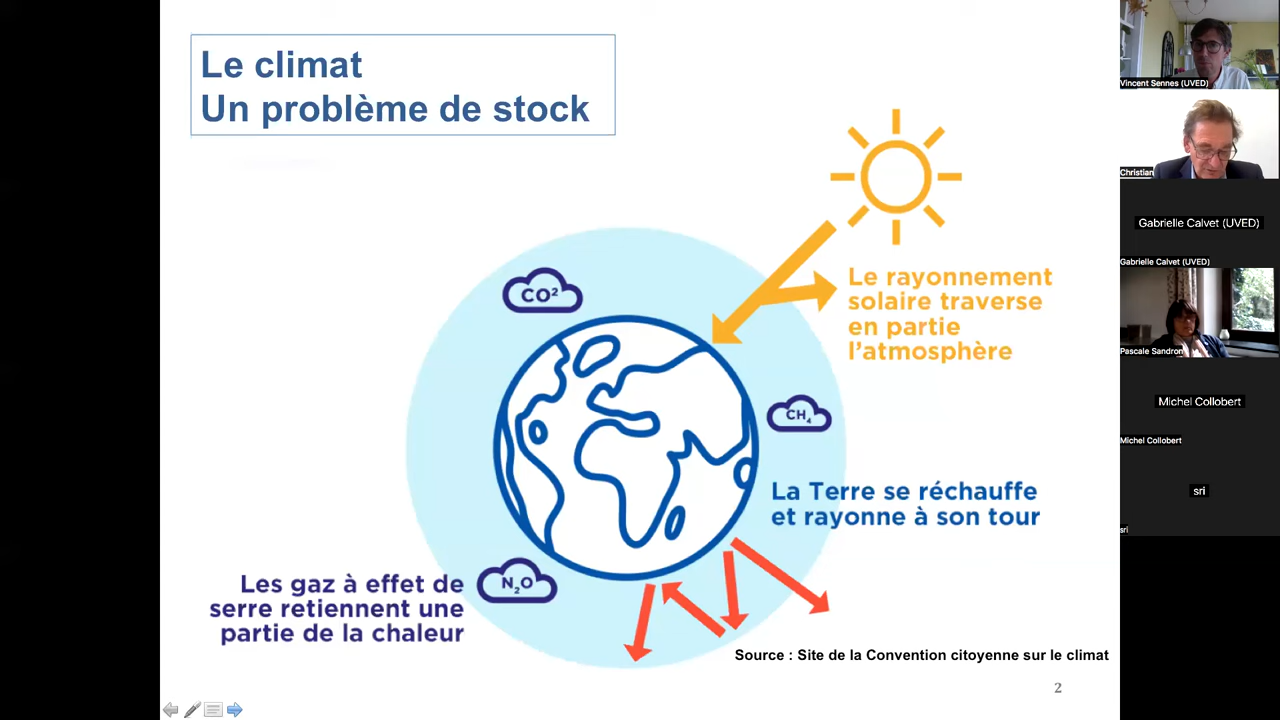 Le climat
Un problème de stock
CO²
Le rayonnement
solaire traverse
en partie
l'atmosphère
CH₄
La Terre se réchauffe
et rayonne à son tour
N₂O
Les gaz à effet de
serre retiennent une
partie de la chaleur
Source : Site de la Convention citoyenne sur le climat
2
Vincent Sennes (UVED)
Christian
Gabrielle Calvet (UVED)
Gabrielle Calvet (UVED)
Pascale Sandron
Michel Collobert
Michel Collobert
sri
sri